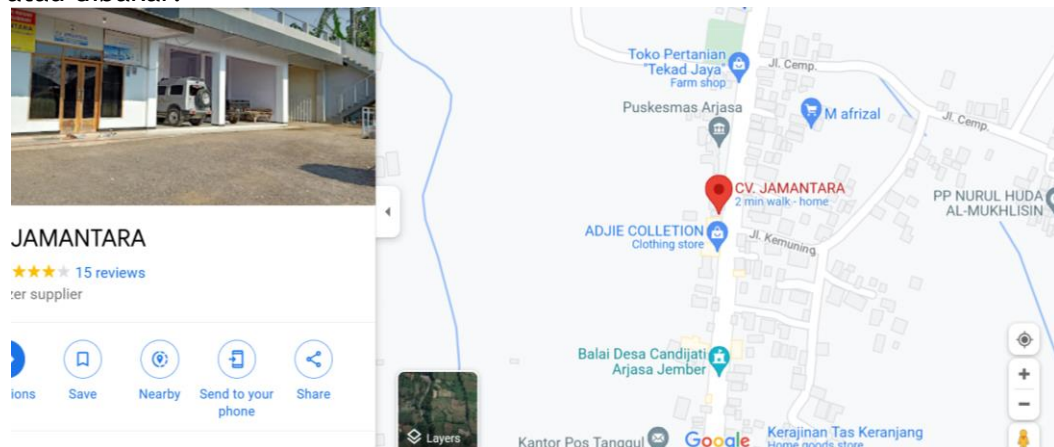 JAMANTARA
15 reviews
zer supplier
ions
Save
Nearby
Send to your
phone
Share
Layers
Toko Pertanian
"Tekad Jaya"
Farm shop
Jl. Cemp.
Puskesmas Arjasa
M afrizal
Jl. Cemp.
CV. JAMANTARA
2 min walk - home
PP NURUL HUDA
AL-MUKHLISIN
ADJIE COLLETION
Clothing store
Jl. Kemuning
Balai Desa Candijati
Arjasa Jember
Kantor Pos Tanggul
Google
Kerajinan Tas Keranjang
Home goods store